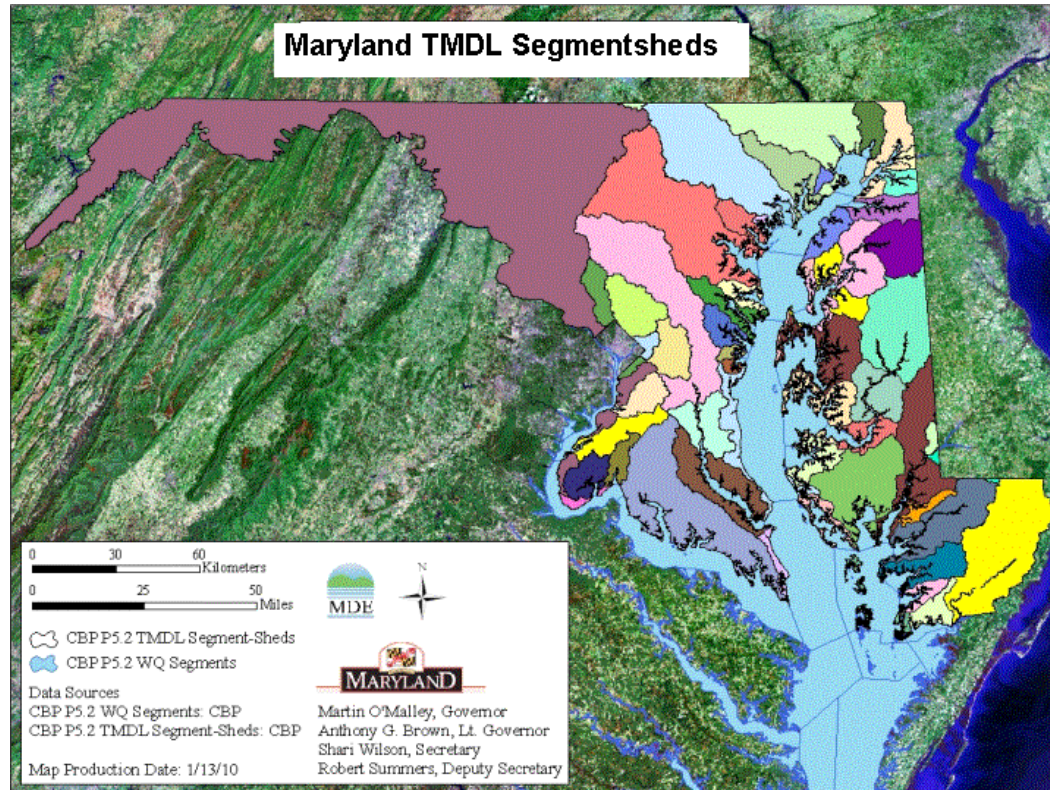 Maryland TMDL Segmentsheds
0 30 60
Kilometers
0 25 50
Miles
MDE
N
CBP P5.2 TMDL Segment-Sheds
CBP P5.2 WQ Segments
MARYLAND
Data Sources
CBP P5.2 WQ Segments: CBP
CBP P5.2 TMDL Segment-Sheds: CBP
Map Production Date: 1/13/10
Martin O'Malley, Governor
Anthony G. Brown, Lt. Governor
Shari Wilson, Secretary
Robert Summers, Deputy Secretary